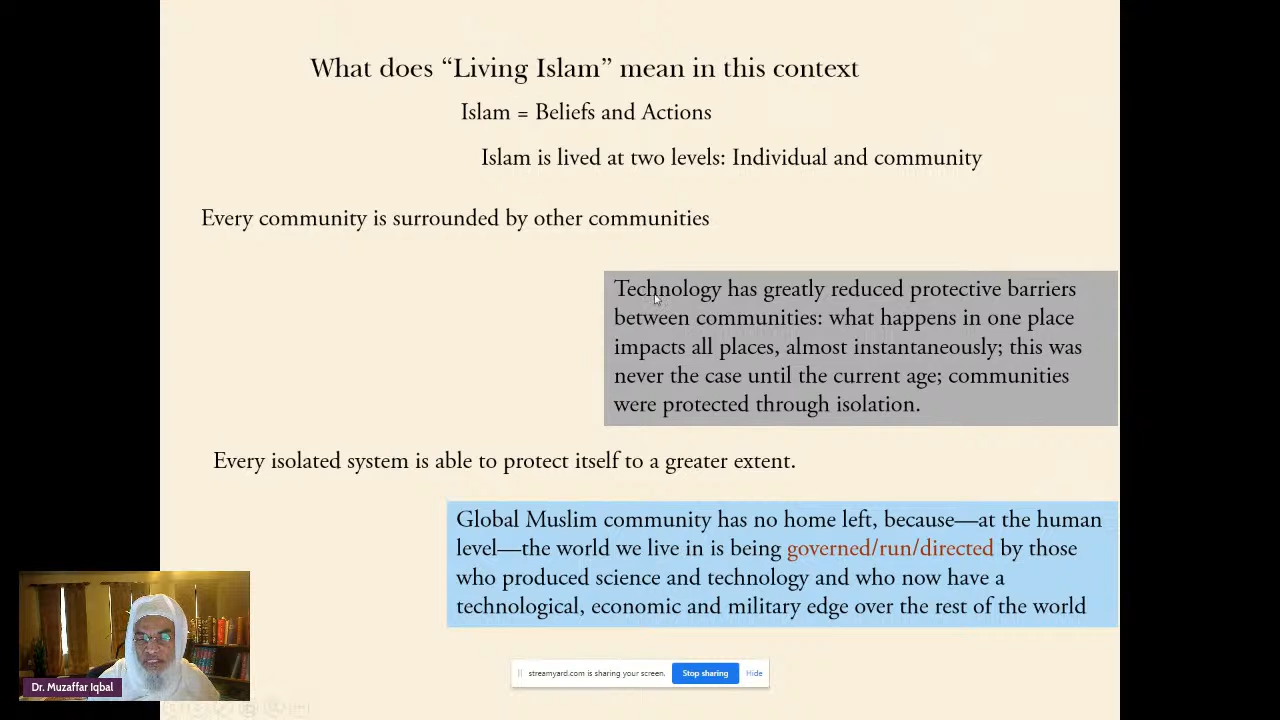 What does “Living Islam” mean in this context
Islam = Beliefs and Actions
Islam is lived at two levels: Individual and community
Every community is surrounded by other communities
Technology has greatly reduced protective barriers
between communities: what happens in one place
impacts all places, almost instantaneously; this was
never the case until the current age; communities
were protected through isolation.
Every isolated system is able to protect itself to a greater extent.
Global Muslim community has no home left, because—at the human
level—the world we live in is being governed/run/directed by those
who produced science and technology and who now have a
technological, economic and military edge over the rest of the world
Dr. Muzaffar Iqbal
streamyard.com is sharing your screen.
Stop sharing
Hide